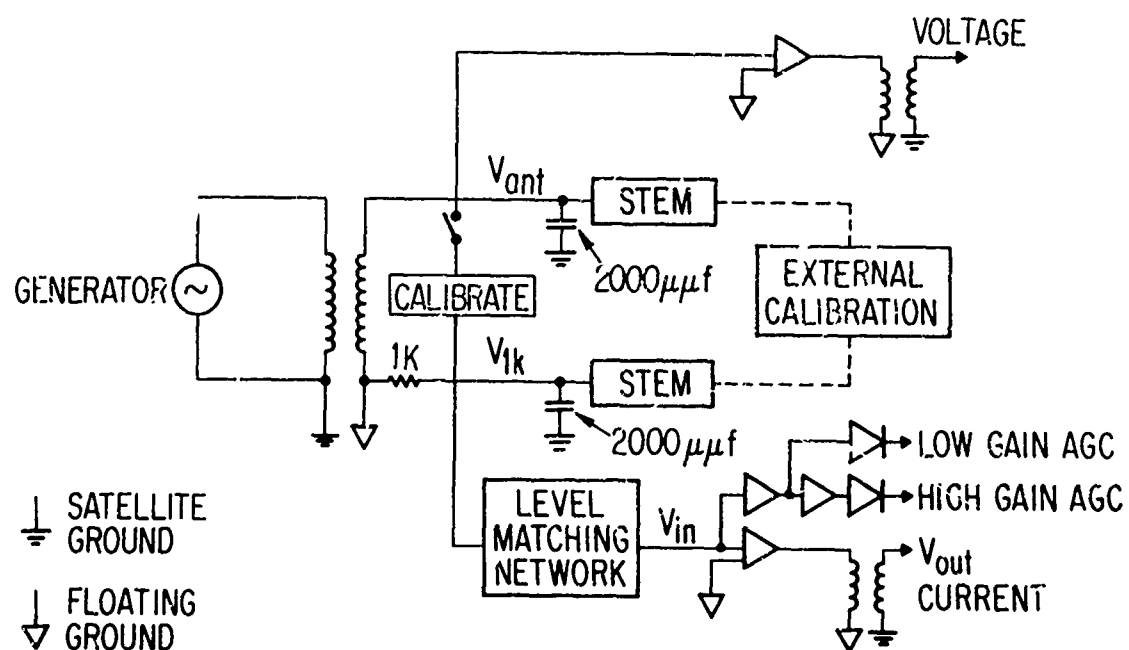 VOLTAGE
V_ant
STEM
2000μμf
GENERATOR
CALIBRATE
EXTERNAL
CALIBRATION
1K
V_1k
STEM
2000μμf
LOW GAIN AGC
HIGH GAIN AGC
LEVEL
MATCHING
NETWORK
V_in
V_out
CURRENT
SATELLITE
GROUND
FLOATING
GROUND